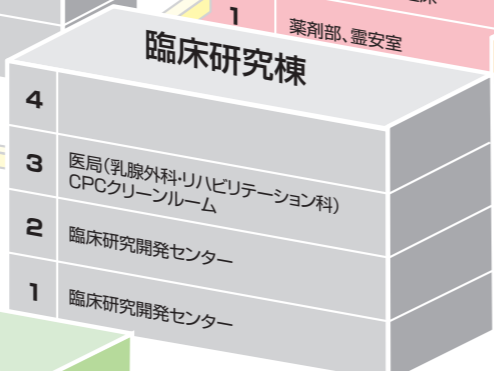 1
薬剤部、霊安室
臨床研究棟
4
3
医局(乳腺外科・リハビリテーション科)
CPCクリーンルーム
2
臨床研究開発センター
1
臨床研究開発センター